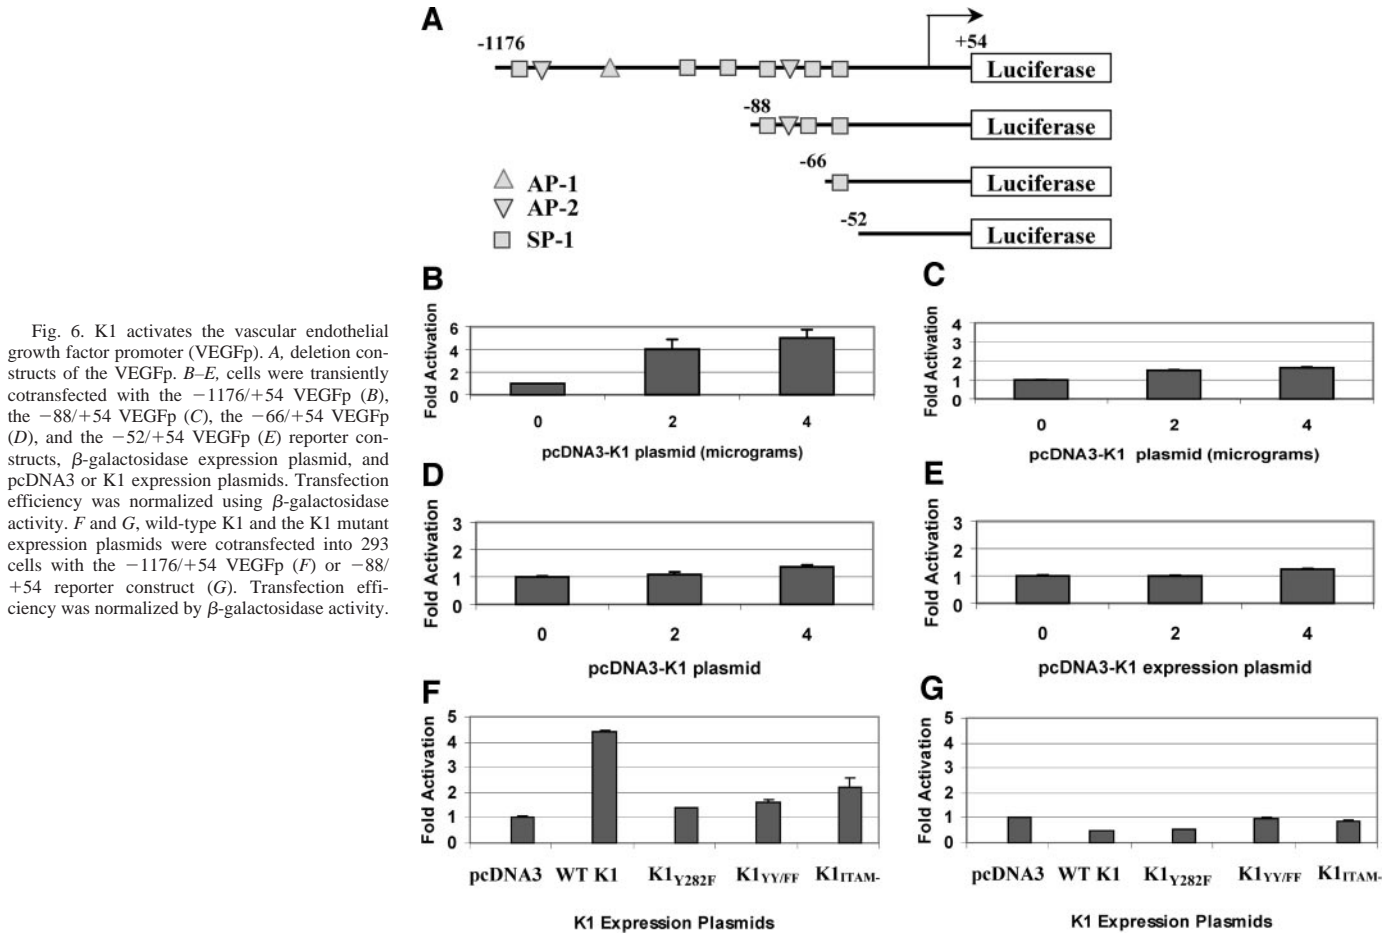 A
-1176
+54
Luciferase
-88
Luciferase
-66
Luciferase
-52
Luciferase
AP-1
AP-2
SP-1
Fig. 6. K1 activates the vascular endothelial
growth factor promoter (VEGFp). A, deletion con-
structs of the VEGFp. B–E, cells were transiently
cotransfected with the −1176/+54 VEGFp (B),
the −88/+54 VEGFp (C), the −66/+54 VEGFp
(D), and the −52/+54 VEGFp (E) reporter con-
structs, β-galactosidase expression plasmid, and
pcDNA3 or K1 expression plasmids. Transfection
efficiency was normalized using β-galactosidase
activity. F and G, wild-type K1 and the K1 mutant
expression plasmids were cotransfected into 293
cells with the −1176/+54 VEGFp (F) or −88/
+54 reporter construct (G). Transfection effi-
ciency was normalized by β-galactosidase activity.
B
Fold Activation
6
4
2
0
0 2 4
pcDNA3-K1 plasmid (micrograms)
C
Fold Activation
4
3
2
1
0
0 2 4
pcDNA3-K1 plasmid (micrograms)
D
Fold Activation
3
2
1
0
0 2 4
pcDNA3-K1 plasmid
E
Fold Activation
3
2
1
0
0 2 4
pcDNA3-K1 expression plasmid
F
Fold Activation
5
4
3
2
1
0
pcDNA3 WT K1 K1Y282F K1YY/FF K1ITAM-
K1 Expression Plasmids
G
Fold Activation
5
4
3
2
1
0
pcDNA3 WT K1 K1Y282F K1YY/FF K1ITAM-
K1 Expression Plasmids